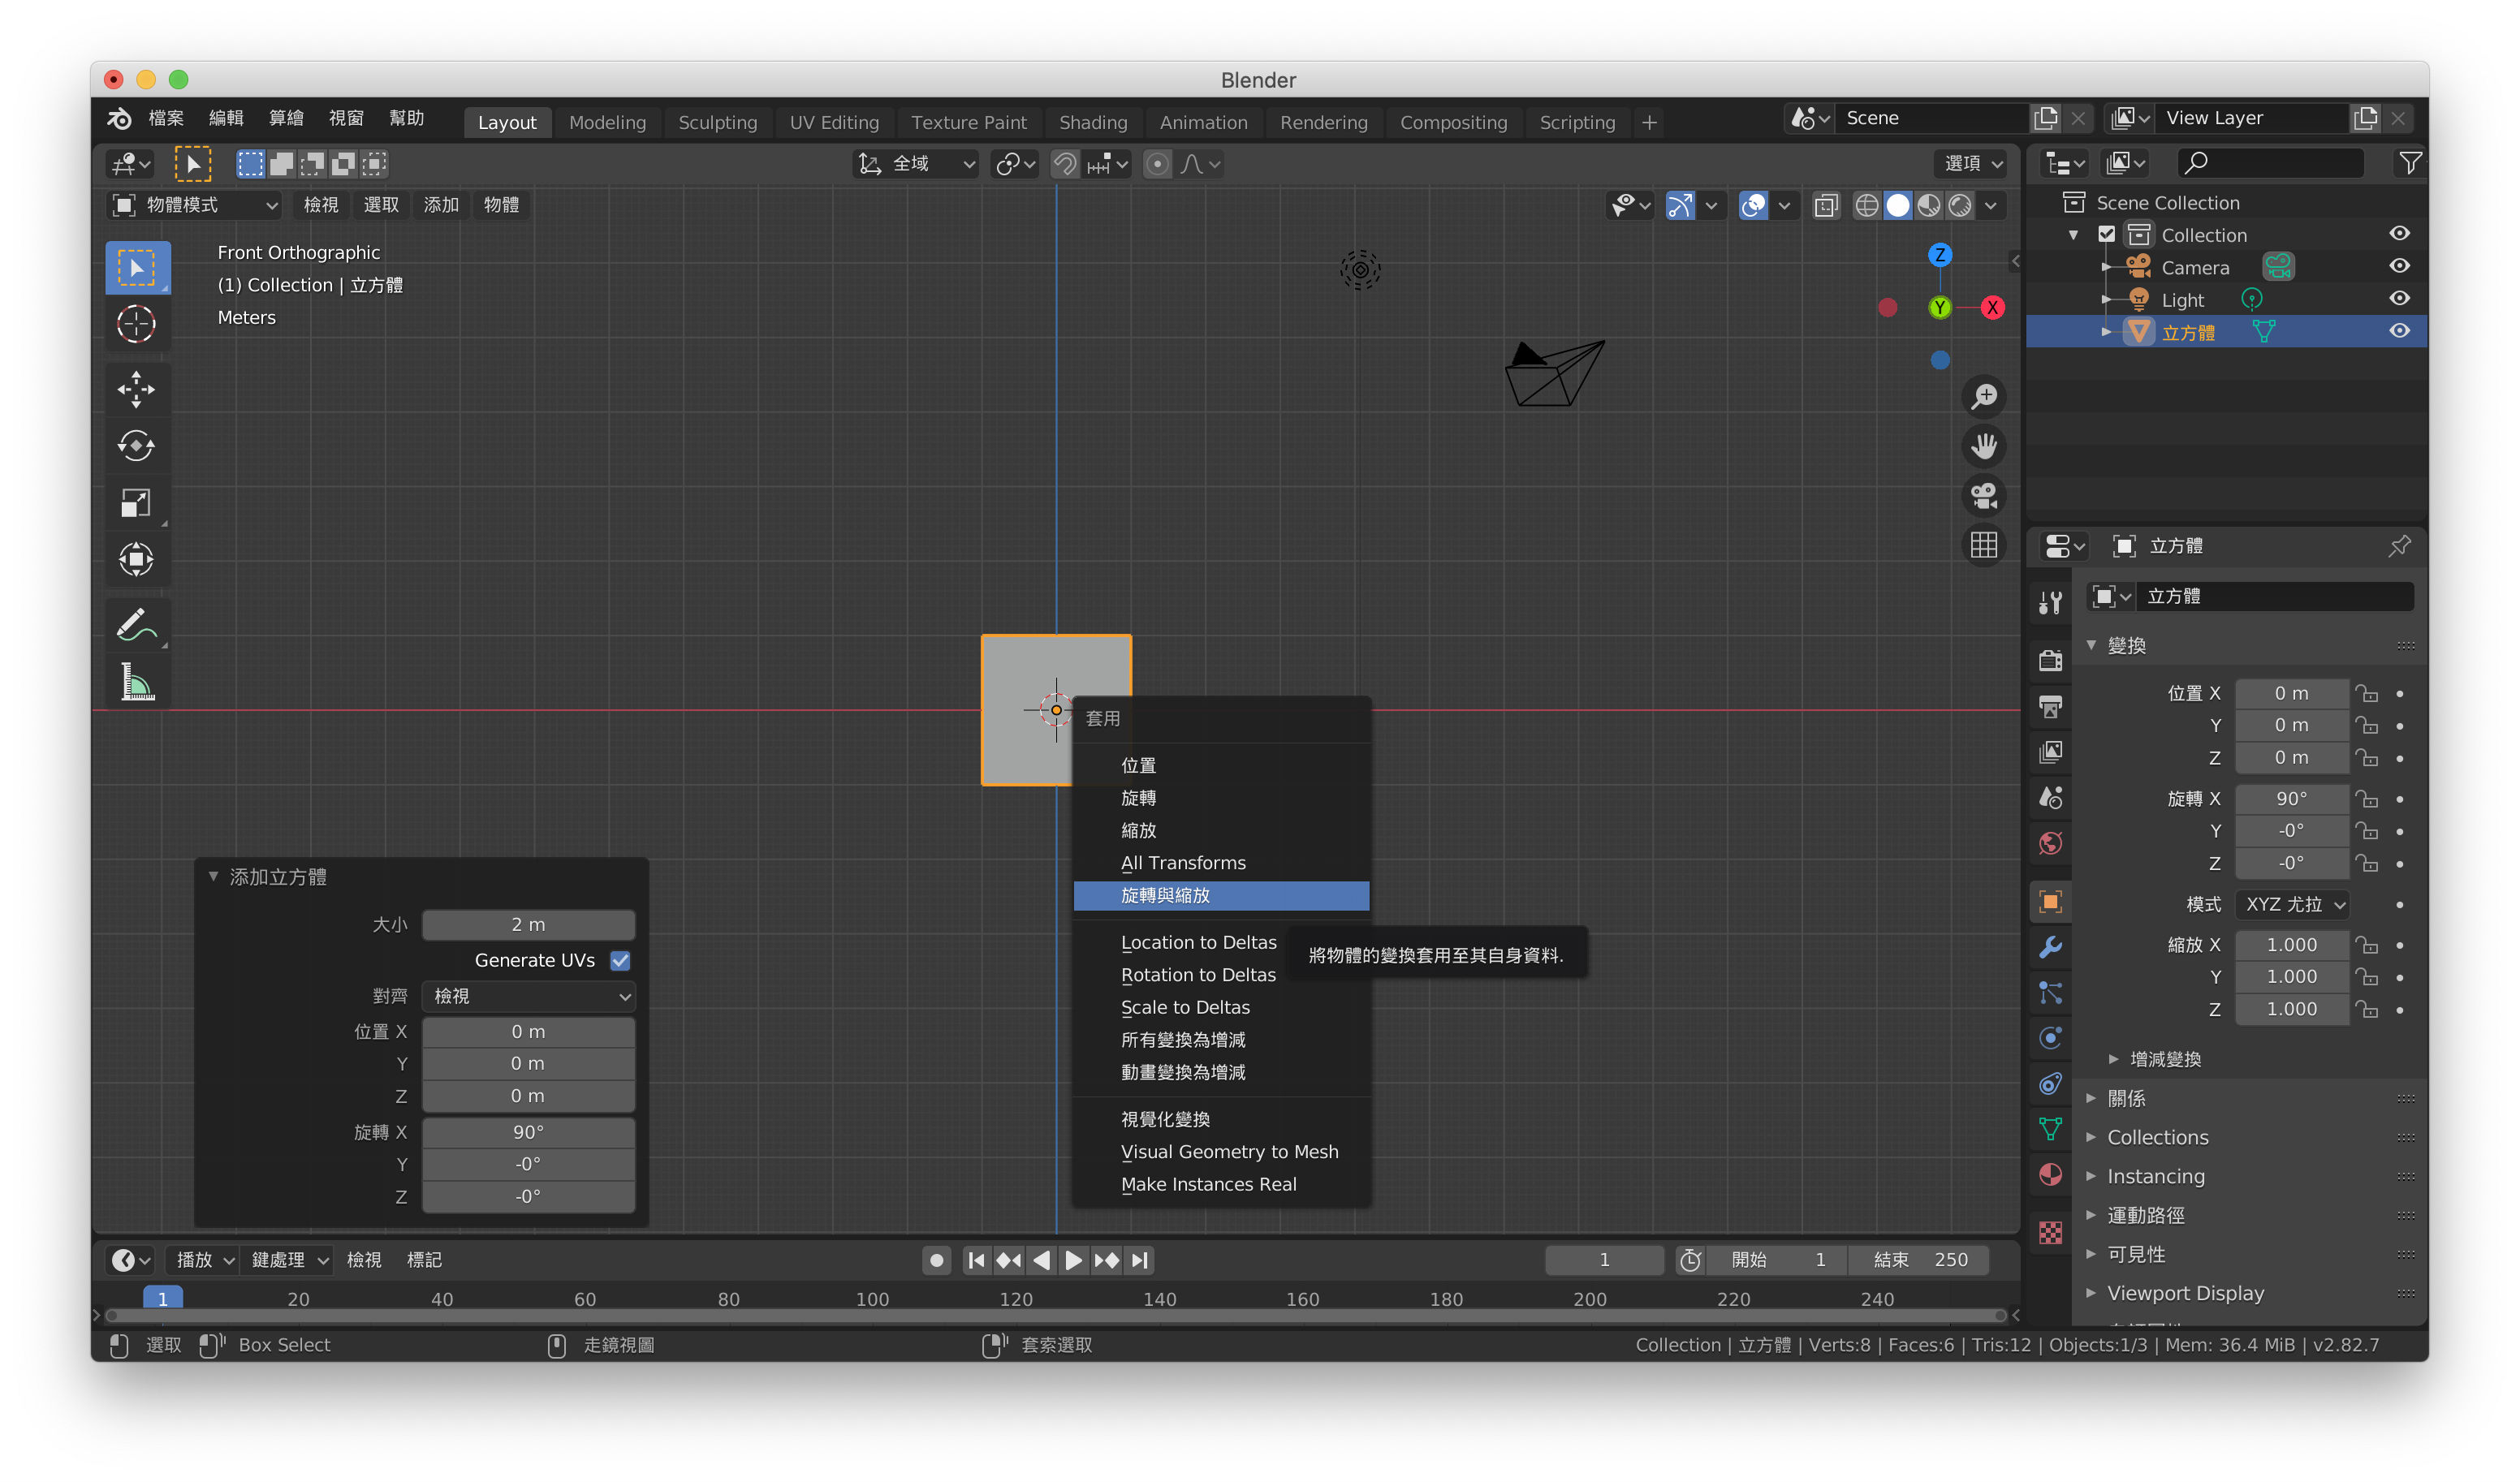 Blender
檔案 編輯 算繪 視窗 幫助 Layout Modeling Sculpting UV Editing Texture Paint Shading Animation Rendering Compositing Scripting + Scene View Layer
全域 選項
物體模式 檢視 選取 添加 物體
Front Orthographic
(1) Collection | 立方體
Meters
Z
Y
X
Scene Collection
Collection
Camera
Light
立方體
立方體
立方體
變換
位置 X 0 m
Y 0 m
Z 0 m
旋轉 X 90°
Y -0°
Z -0°
模式 XYZ 尤拉
縮放 X 1.000
Y 1.000
Z 1.000
增減變換
關係
Collections
Instancing
運動路徑
可見性
Viewport Display
套用
位置
旋轉
縮放
All Transforms
旋轉與縮放
Location to Deltas
Rotation to Deltas
Scale to Deltas
所有變換為增減
動畫變換為增減
視覺化變換
Visual Geometry to Mesh
Make Instances Real
將物體的變換套用至其自身資料.
添加立方體
大小 2 m
Generate UVs
對齊 檢視
位置 X 0 m
Y 0 m
Z 0 m
旋轉 X 90°
Y -0°
Z -0°
播放 鍵處理 檢視 標記 1 開始 1 結束 250
1 20 40 60 80 100 120 140 160 180 200 220 240
選取 Box Select 走鏡視圖 套索選取 Collection | 立方體 | Verts:8 | Faces:6 | Tris:12 | Objects:1/3 | Mem: 36.4 MiB | v2.82.7